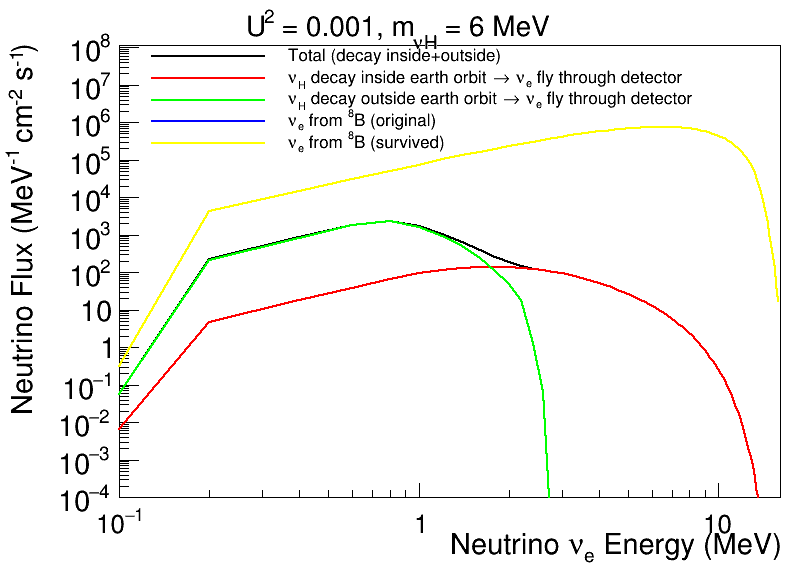 U² = 0.001, m_νH = 6 MeV
Total (decay inside+outside)
ν_H decay inside earth orbit → ν_e fly through detector
ν_H decay outside earth orbit → ν_e fly through detector
ν_e from ⁸B (original)
ν_e from ⁸B (survived)
Neutrino Flux (MeV⁻¹ cm⁻² s⁻¹)
10⁸
10⁷
10⁶
10⁵
10⁴
10³
10²
10
1
10⁻¹
10⁻²
10⁻³
10⁻⁴
10⁻¹ 1 10
Neutrino ν_e Energy (MeV)